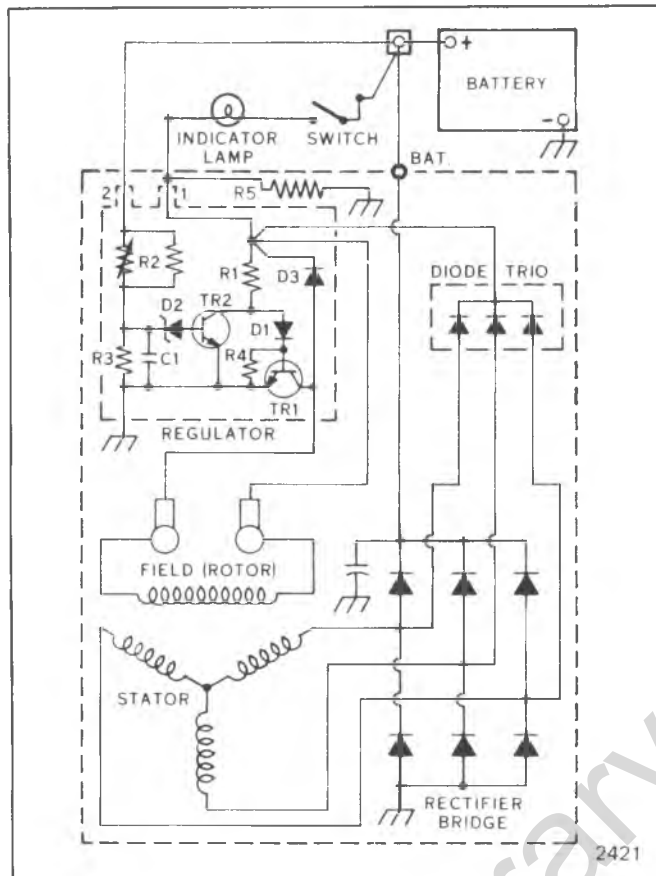 +
BATTERY
-
INDICATOR
LAMP
SWITCH
BAT.
2
1
R5
R2
R1
D3
DIODE TRIO
D2
TR2
D1
R3
C1
R4
TR1
REGULATOR
FIELD (ROTOR)
STATOR
RECTIFIER
BRIDGE
2421